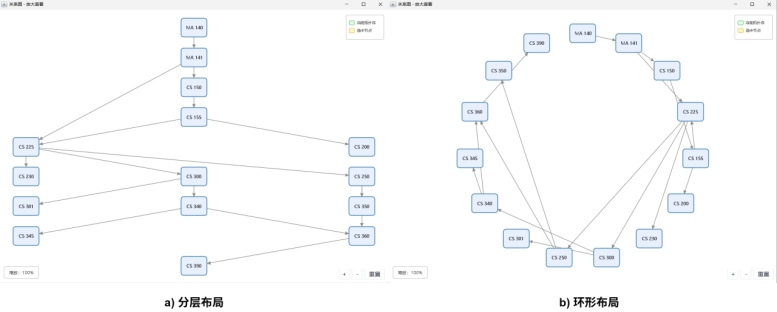 关系图 - 放大查看
MA 140
MA 141
CS 150
CS 155
CS 225
CS 200
CS 230
CS 300
CS 250
CS 301
CS 340
CS 350
CS 345
CS 360
CS 390
缩放: 100%
+
-
重置
a) 分层布局
关系图 - 放大查看
CS 390
MA 140
MA 141
CS 350
CS 150
CS 360
CS 225
CS 345
CS 155
CS 340
CS 200
CS 301
CS 230
CS 250
CS 300
缩放: 100%
+
-
重置
b) 环形布局